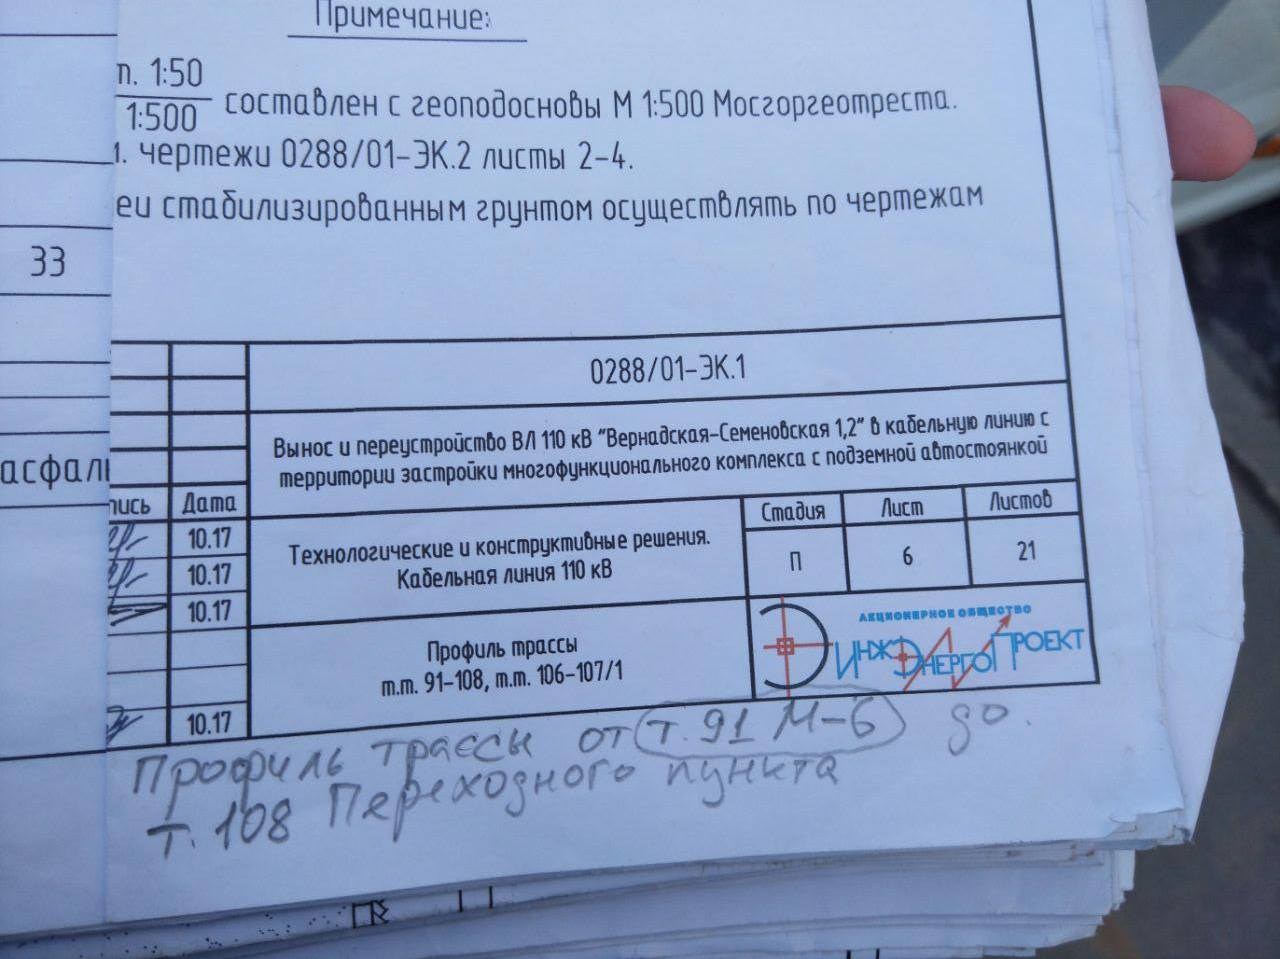 Примечание:
т. 1:50
1:500 составлен с геоподосновы М 1:500 Мосгоргеотреста.
чертежи 0288/01-ЭК.2 листы 2-4.
еи стабилизированным грунтом осуществлять по чертежам
33
асфал
0288/01-ЭК.1
Вынос и переустройство ВЛ 110 кВ "Вернадская-Семеновская 1,2" в кабельную линию с
территории застройки многофункционального комплекса с подземной автостоянкой
пись Дата
10.17
10.17
10.17
10.17
Технологические и конструктивные решения.
Кабельная линия 110 кВ
Стадия Лист Листов
П 6 21
Профиль трассы
т.т. 91-108, т.т. 106-107/1
АКЦИОНЕРНОЕ ОБЩЕСТВО
ИНЖЭНЕРГОПРОЕКТ
Профиль трассы от т. 91 М-6 до.
т. 108 Переходного пункта